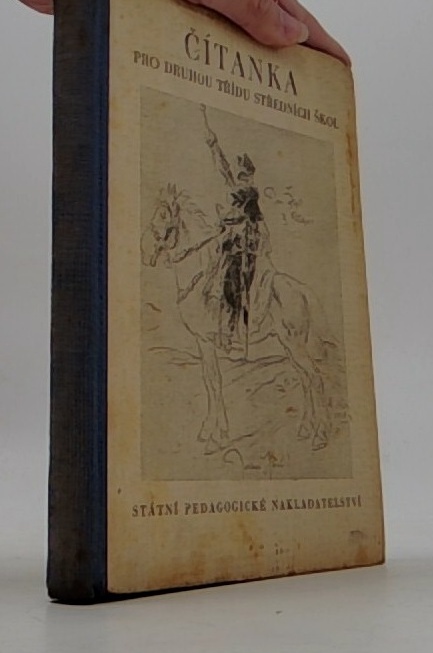 ČÍTANKA
PRO DRUHOU TŘÍDU STŘEDNÍCH ŠKOL
STÁTNÍ PEDAGOGICKÉ NAKLADATELSTVÍ